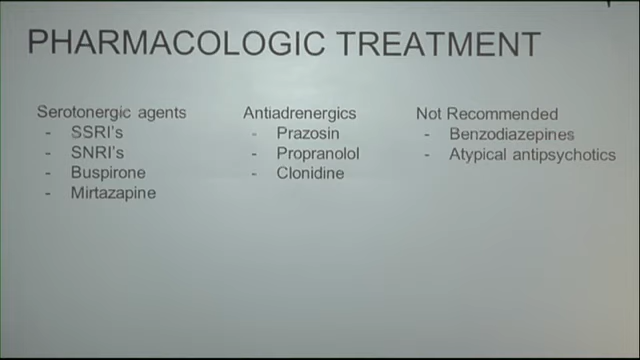 PHARMACOLOGIC TREATMENT
Serotonergic agents
- SSRI's
- SNRI's
- Buspirone
- Mirtazapine
Antiadrenergics
- Prazosin
- Propranolol
- Clonidine
Not Recommended
- Benzodiazepines
- Atypical antipsychotics